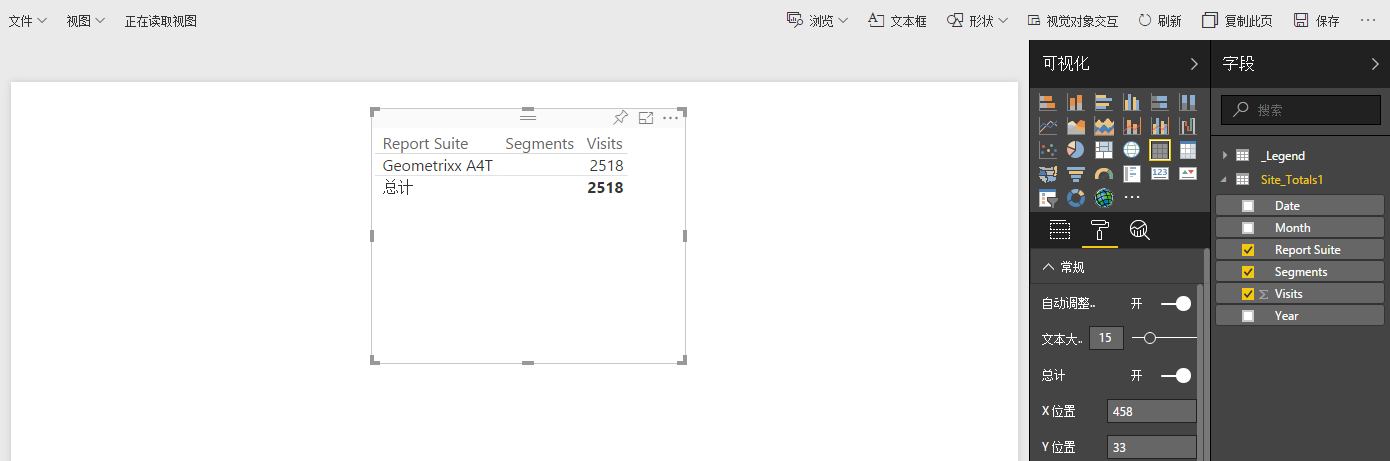 文件 视图 正在读取视图 浏览 文本框 形状 视觉对象交互 刷新 复制此页 保存 ...
可视化
字段
搜索
Report Suite Segments Visits
Geometrixx A4T 2518
总计 2518
123
_Legend
Site_Totals1
Date
Month
Report Suite
Segments
Visits
Year
常规
自动调整.. 开
文本大.. 15
总计 开
X 位置 458
Y 位置 33